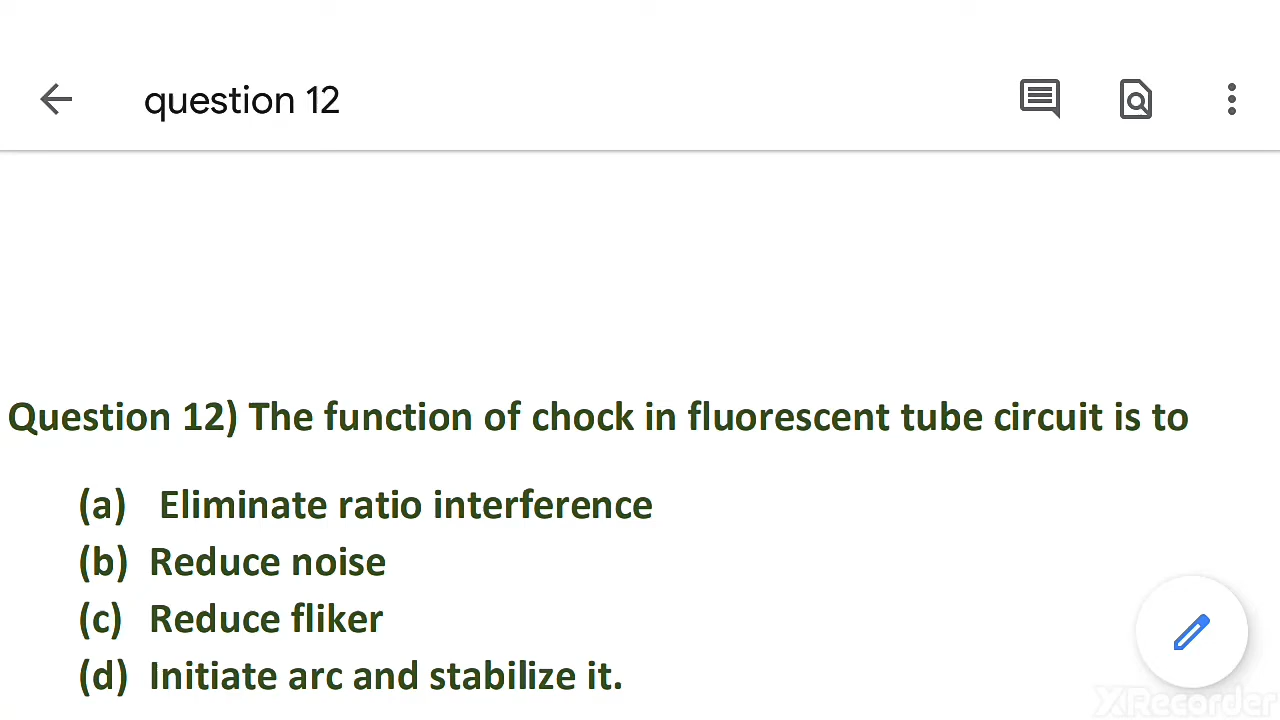 question 12
Question 12) The function of chock in fluorescent tube circuit is to
(a) Eliminate ratio interference
(b) Reduce noise
(c) Reduce fliker
(d) Initiate arc and stabilize it.
XRecorder